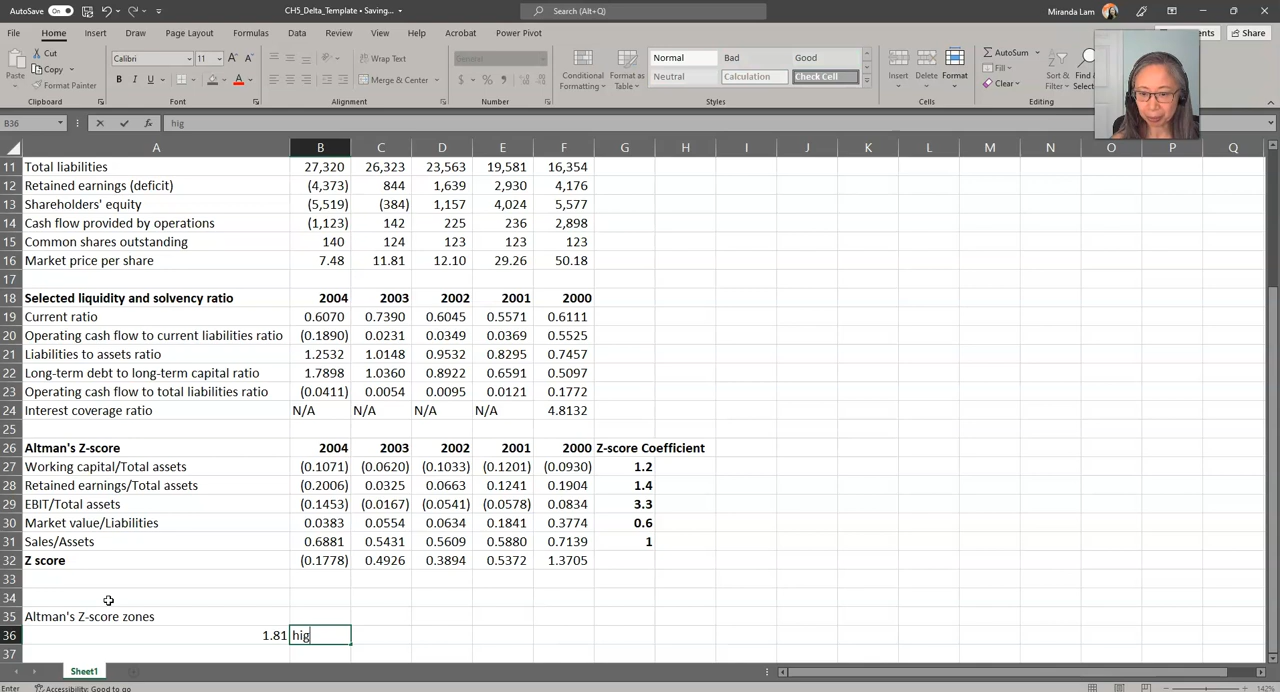 AutoSave On CH5_Delta_Template • Saving... Search (Alt+Q) Miranda Lam
File Home Insert Draw Page Layout Formulas Data Review View Help Acrobat Power Pivot Share
Cut Calibri 11 Wrap Text General Normal Bad Good AutoSum
Copy Fill
Paste Format Painter B I U Merge & Center $ % Conditional Formatting Format as Table Neutral Calculation Check Cell Insert Delete Format Clear Sort & Filter
Clipboard Font Alignment Number Styles Cells Editing
B36 fx hig
A B C D E F G H I J K L M N O P Q
11 Total liabilities 27,320 26,323 23,563 19,581 16,354
12 Retained earnings (deficit) (4,373) 844 1,639 2,930 4,176
13 Shareholders' equity (5,519) (384) 1,157 4,024 5,577
14 Cash flow provided by operations (1,123) 142 225 236 2,898
15 Common shares outstanding 140 124 123 123 123
16 Market price per share 7.48 11.81 12.10 29.26 50.18
17
18 Selected liquidity and solvency ratio 2004 2003 2002 2001 2000
19 Current ratio 0.6070 0.7390 0.6045 0.5571 0.6111
20 Operating cash flow to current liabilities ratio (0.1890) 0.0231 0.0349 0.0369 0.5525
21 Liabilities to assets ratio 1.2532 1.0148 0.9532 0.8295 0.7457
22 Long-term debt to long-term capital ratio 1.7898 1.0360 0.8922 0.6591 0.5097
23 Operating cash flow to total liabilities ratio (0.0411) 0.0054 0.0095 0.0121 0.1772
24 Interest coverage ratio N/A N/A N/A N/A 4.8132
25
26 Altman's Z-score 2004 2003 2002 2001 2000 Z-score Coefficient
27 Working capital/Total assets (0.1071) (0.0620) (0.1033) (0.1201) (0.0930) 1.2
28 Retained earnings/Total assets (0.2006) 0.0325 0.0663 0.1241 0.1904 1.4
29 EBIT/Total assets (0.1453) (0.0167) (0.0541) (0.0578) 0.0834 3.3
30 Market value/Liabilities 0.0383 0.0554 0.0634 0.1841 0.3774 0.6
31 Sales/Assets 0.6881 0.5431 0.5609 0.5880 0.7139 1
32 Z score (0.1778) 0.4926 0.3894 0.5372 1.3705
33
34
35 Altman's Z-score zones
36 1.81 hig
37
Sheet1
Enter Accessibility: Good to go 142%